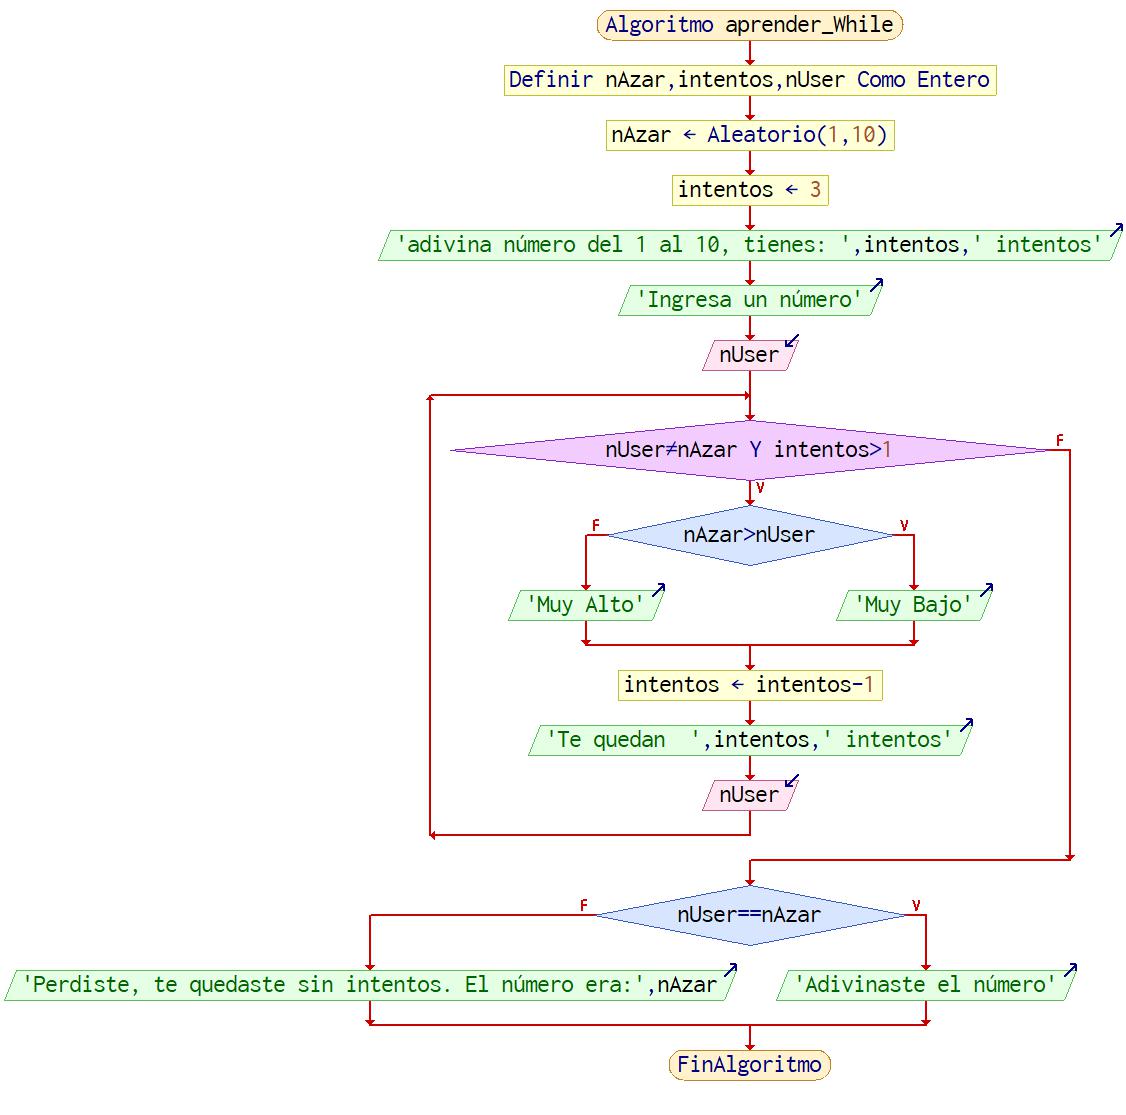 Algoritmo aprender_While
Definir nAzar,intentos,nUser Como Entero
nAzar ← Aleatorio(1,10)
intentos ← 3
'adivina número del 1 al 10, tienes: ',intentos,' intentos'
'Ingresa un número'
nUser
nUser≠nAzar Y intentos>1
F
V
nAzar>nUser
F
V
'Muy Alto'
'Muy Bajo'
intentos ← intentos-1
'Te quedan  ',intentos,' intentos'
nUser
nUser==nAzar
F
V
'Perdiste, te quedaste sin intentos. El número era:',nAzar
'Adivinaste el número'
FinAlgoritmo